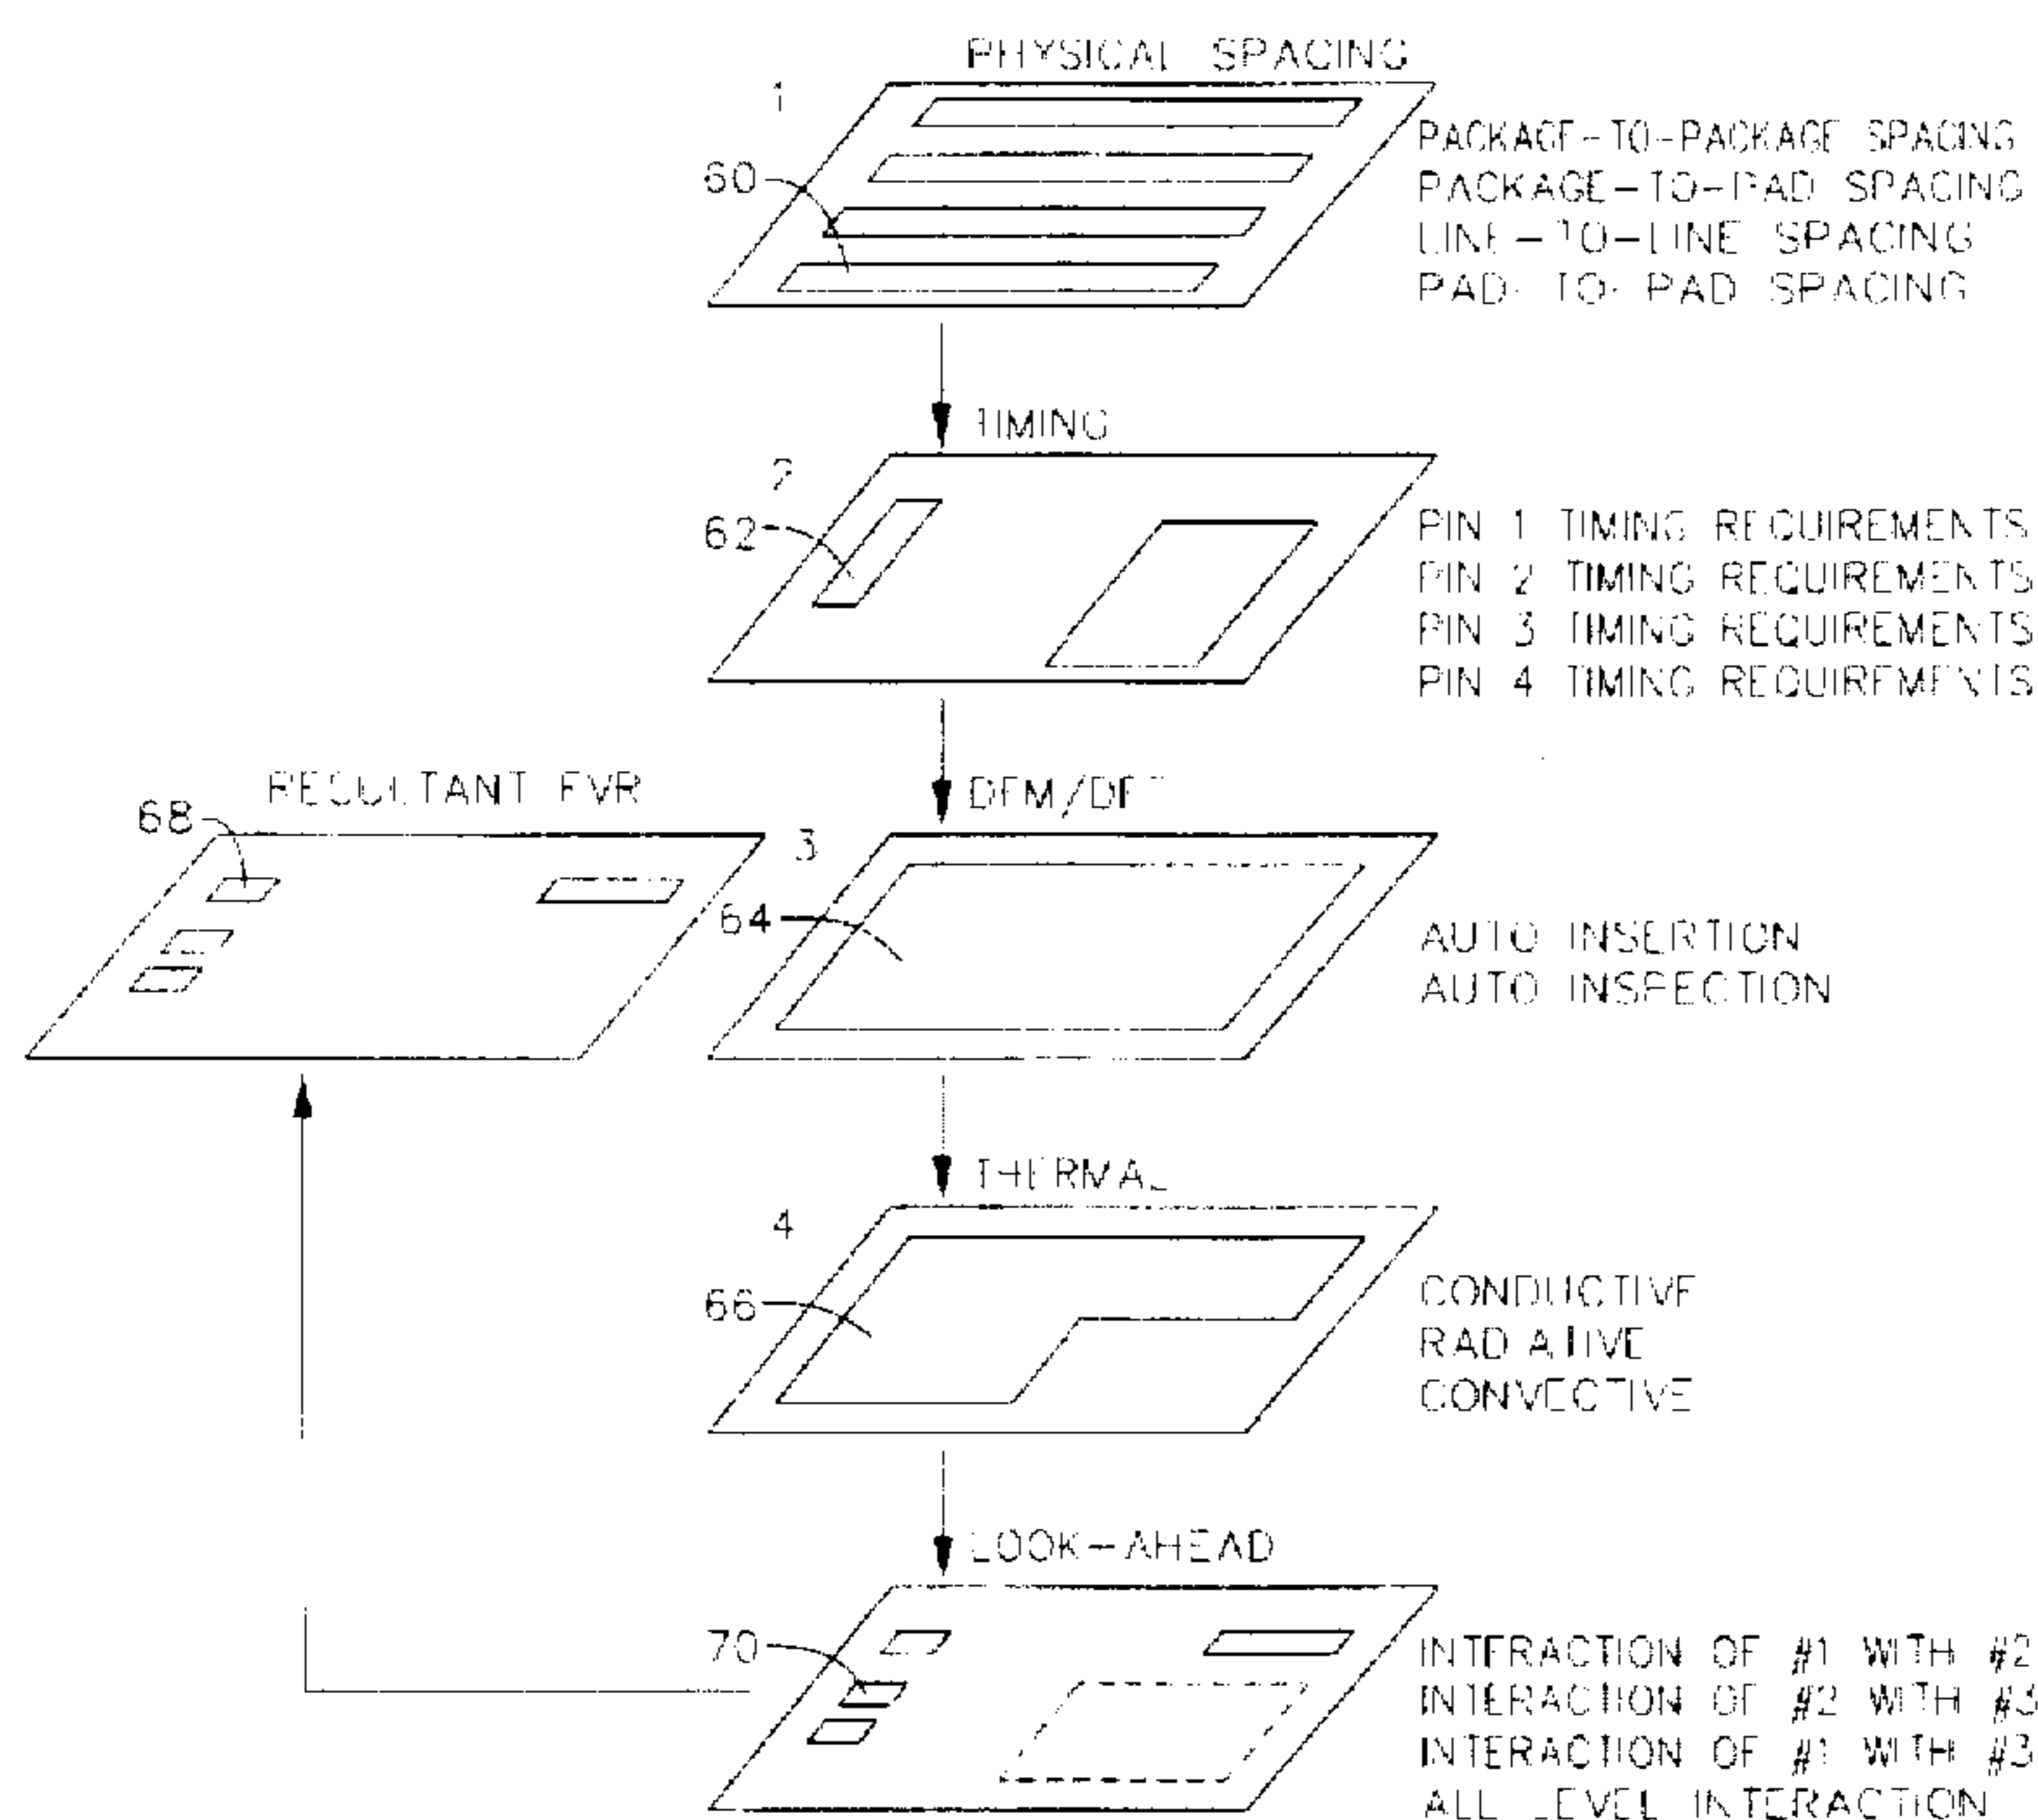 PHYSICAL SPACING
1
60
PACKAGE-TO-PACKAGE SPACING
PACKAGE-TO-PAD SPACING
LINE-TO-LINE SPACING
PAD-TO-PAD SPACING
TIMING
2
62
PIN 1 TIMING REQUIREMENTS
PIN 2 TIMING REQUIREMENTS
PIN 3 TIMING REQUIREMENTS
PIN 4 TIMING REQUIREMENTS
RESULTANT FVR
68
DFM/DFT
3
64
AUTO INSERTION
AUTO INSPECTION
THERMAL
4
66
CONDUCTIVE
RADIATIVE
CONVECTIVE
LOOK-AHEAD
70
INTERACTION OF #1 WITH #2
INTERACTION OF #2 WITH #3
INTERACTION OF #1 WITH #3
ALL LEVEL INTERACTION